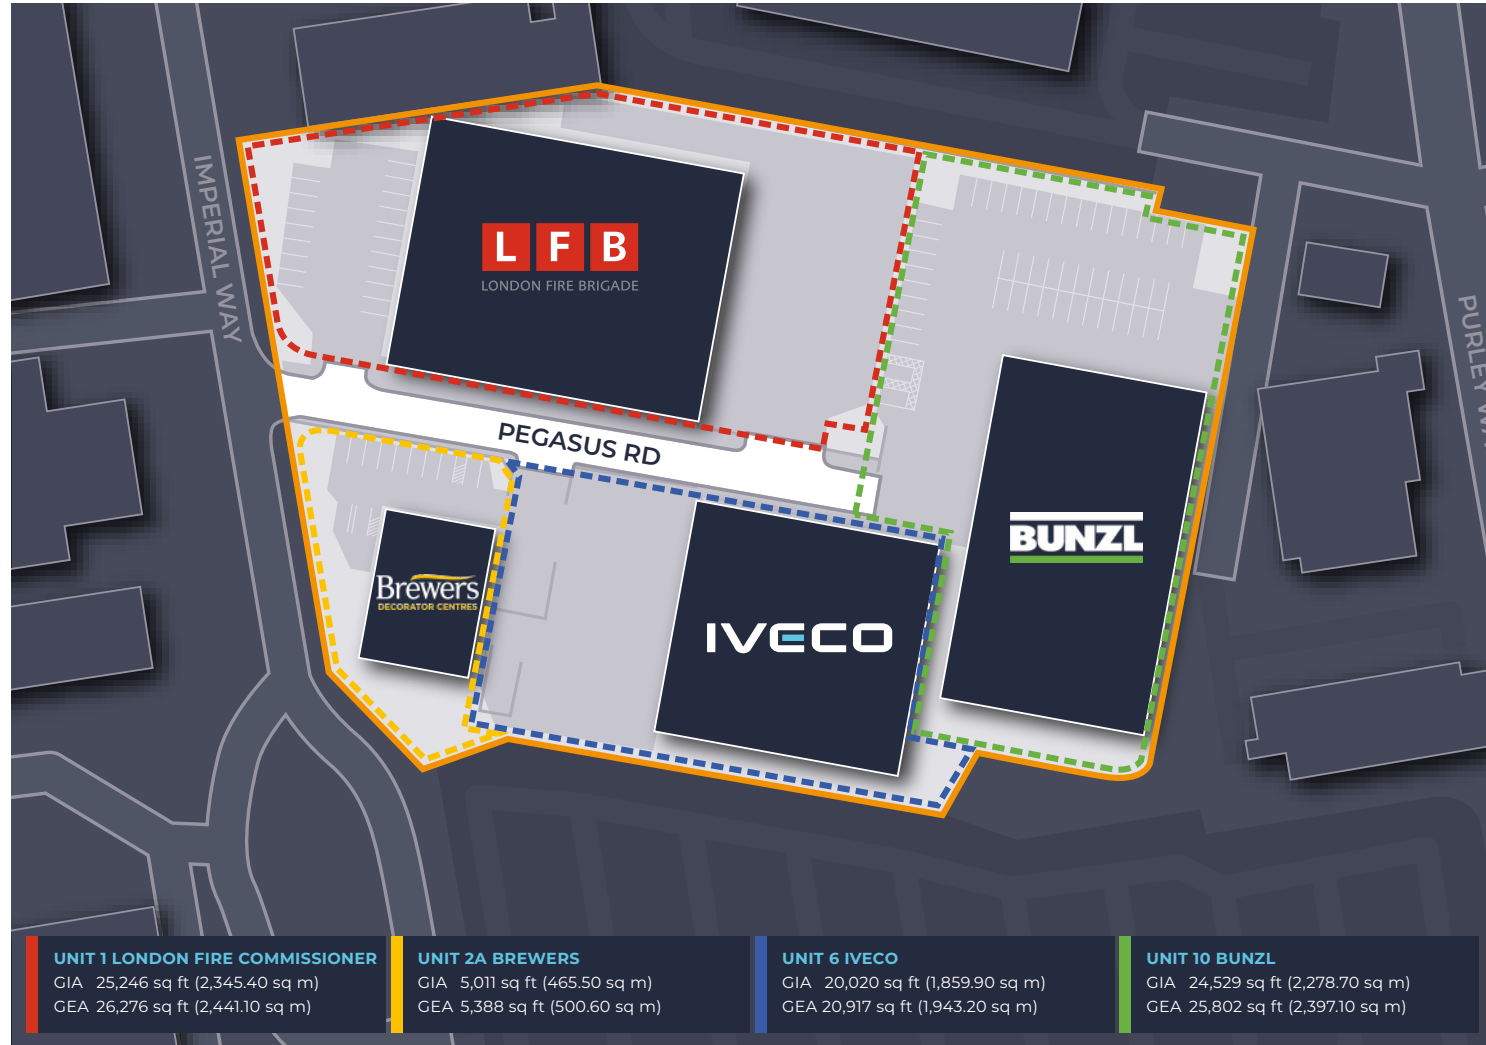 IMPERIAL WAY
L F B
LONDON FIRE BRIGADE
PEGASUS RD
Brewers
DECORATOR CENTRES
IVECO
BUNZL
PURLEY WA
UNIT 1 LONDON FIRE COMMISSIONER
GIA 25,246 sq ft (2,345.40 sq m)
GEA 26,276 sq ft (2,441.10 sq m)
UNIT 2A BREWERS
GIA 5,011 sq ft (465.50 sq m)
GEA 5,388 sq ft (500.60 sq m)
UNIT 6 IVECO
GIA 20,020 sq ft (1,859.90 sq m)
GEA 20,917 sq ft (1,943.20 sq m)
UNIT 10 BUNZL
GIA 24,529 sq ft (2,278.70 sq m)
GEA 25,802 sq ft (2,397.10 sq m)